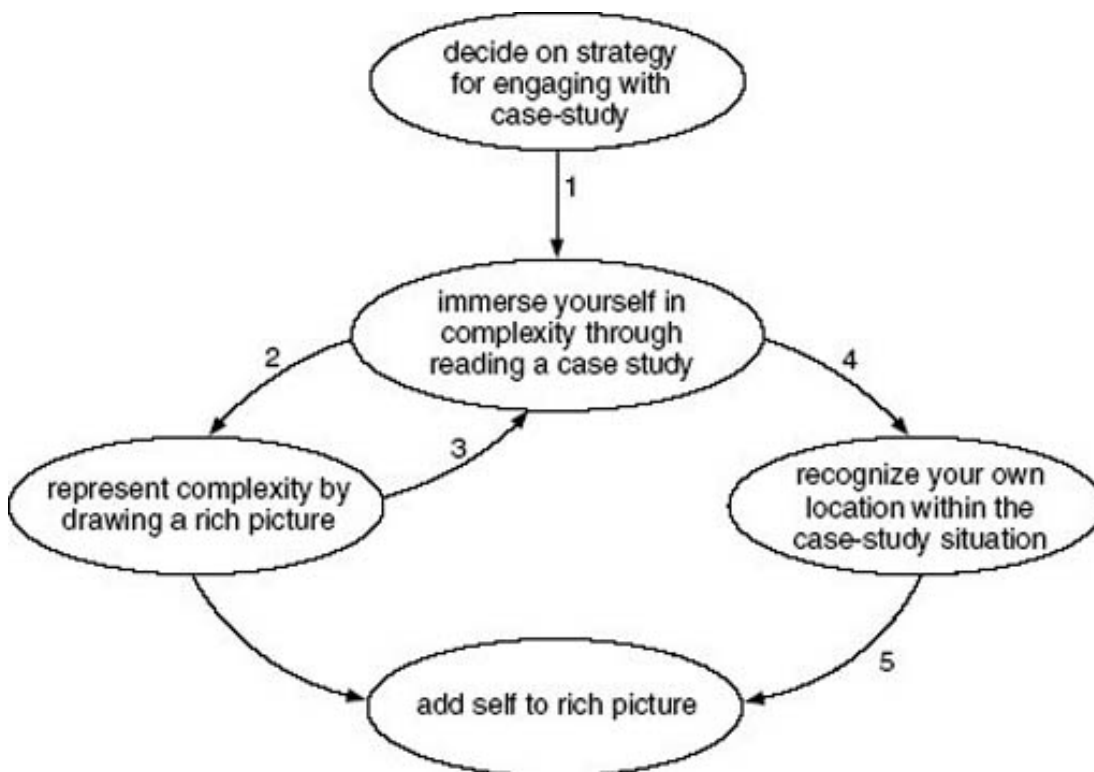 decide on strategy
for engaging with
case-study
1
immerse yourself in
complexity through
reading a case study
2
4
3
represent complexity by
drawing a rich picture
recognize your own
location within the
case-study situation
5
add self to rich picture